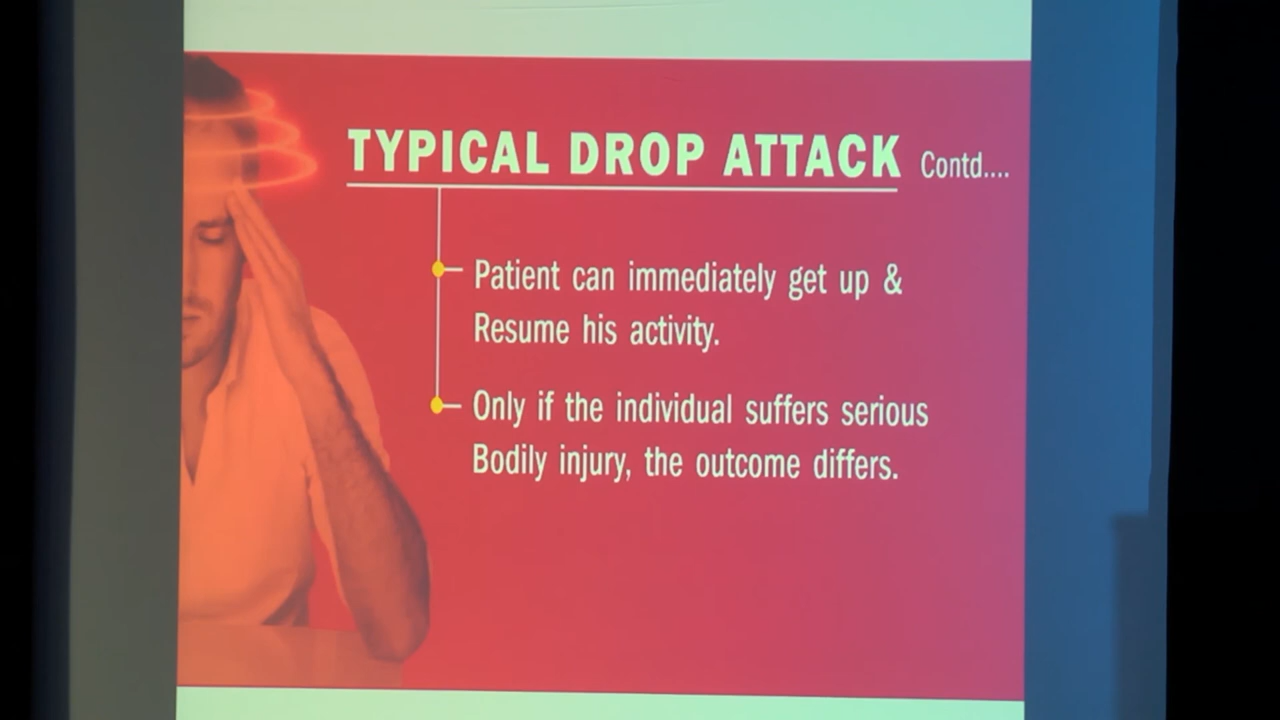 TYPICAL DROP ATTACK Contd....
Patient can immediately get up &
Resume his activity.
Only if the individual suffers serious
Bodily injury, the outcome differs.